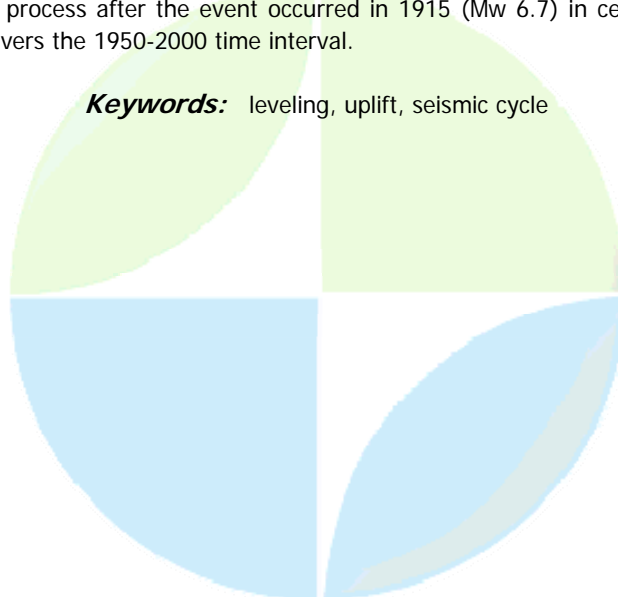 process after the event occurred in 1915 (Mw 6.7) in
vers the 1950-2000 time interval.
Keywords: leveling, uplift, seismic cycle